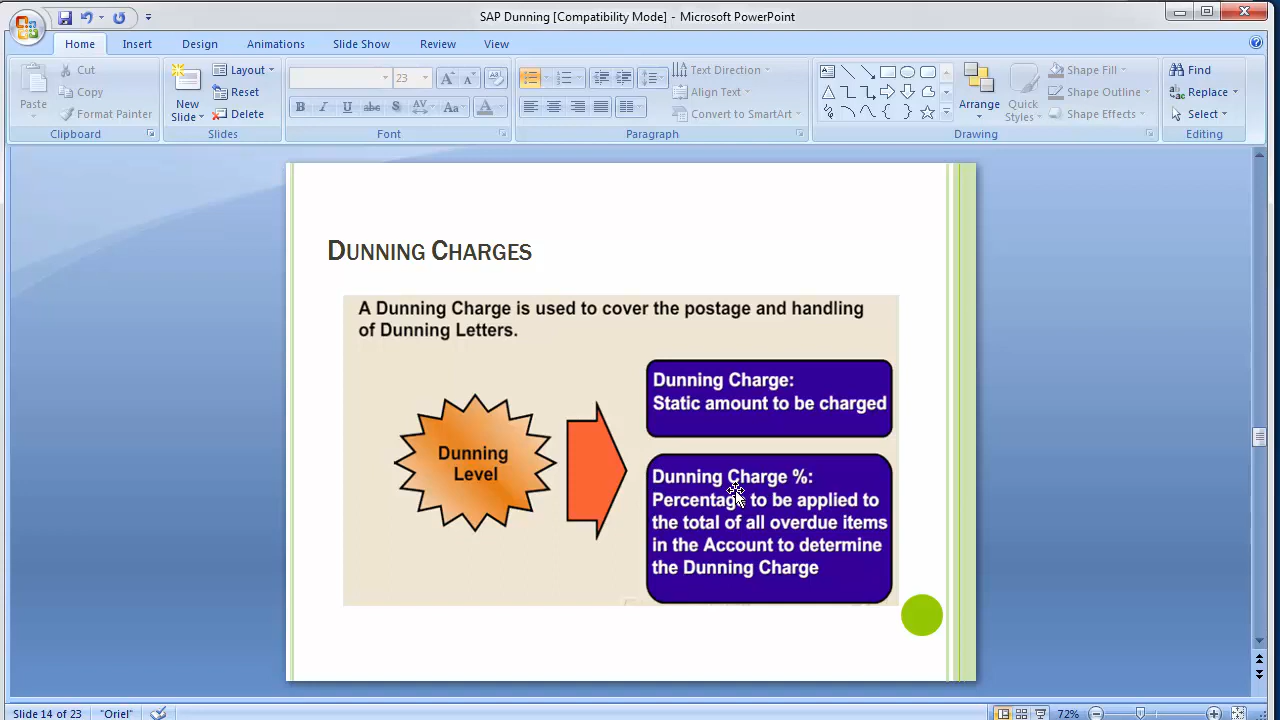 SAP Dunning [Compatibility Mode] - Microsoft PowerPoint
Home Insert Design Animations Slide Show Review View
Paste
Cut
Copy
Format Painter
Clipboard
New Slide
Layout
Reset
Delete
Slides
23
B I U abc S AV Aa A
Font
Text Direction
Align Text
Convert to SmartArt
Paragraph
Arrange
Quick Styles
Shape Fill
Shape Outline
Shape Effects
Drawing
Find
Replace
Select
Editing
DUNNING CHARGES
A Dunning Charge is used to cover the postage and handling
of Dunning Letters.
Dunning
Level
Dunning Charge:
Static amount to be charged
Dunning Charge %:
Percentage to be applied to
the total of all overdue items
in the Account to determine
the Dunning Charge
Slide 14 of 23 "Oriel" 72%